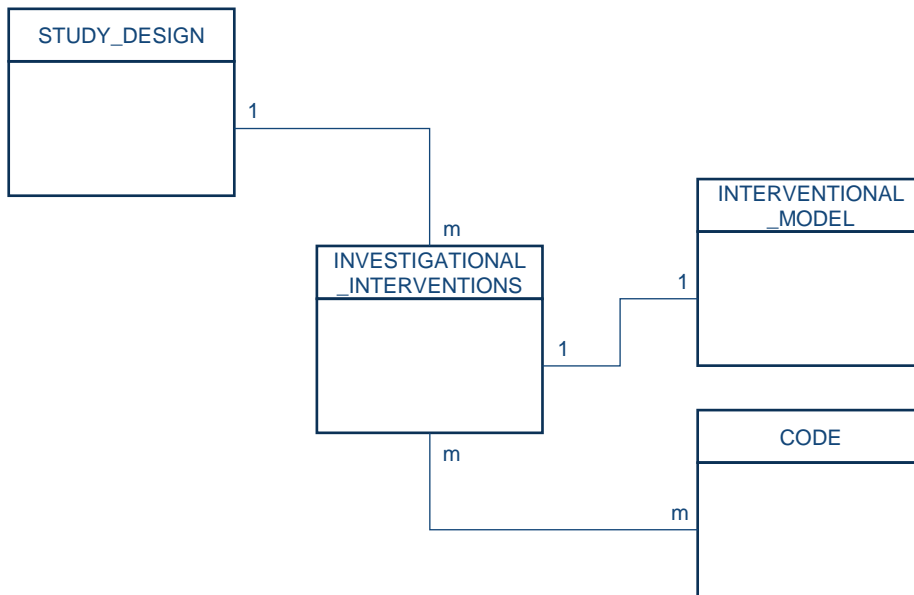 STUDY_DESIGN
1
m
INVESTIGATIONAL
_INTERVENTIONS
INTERVENTIONAL
_MODEL
1
1
CODE
m
m